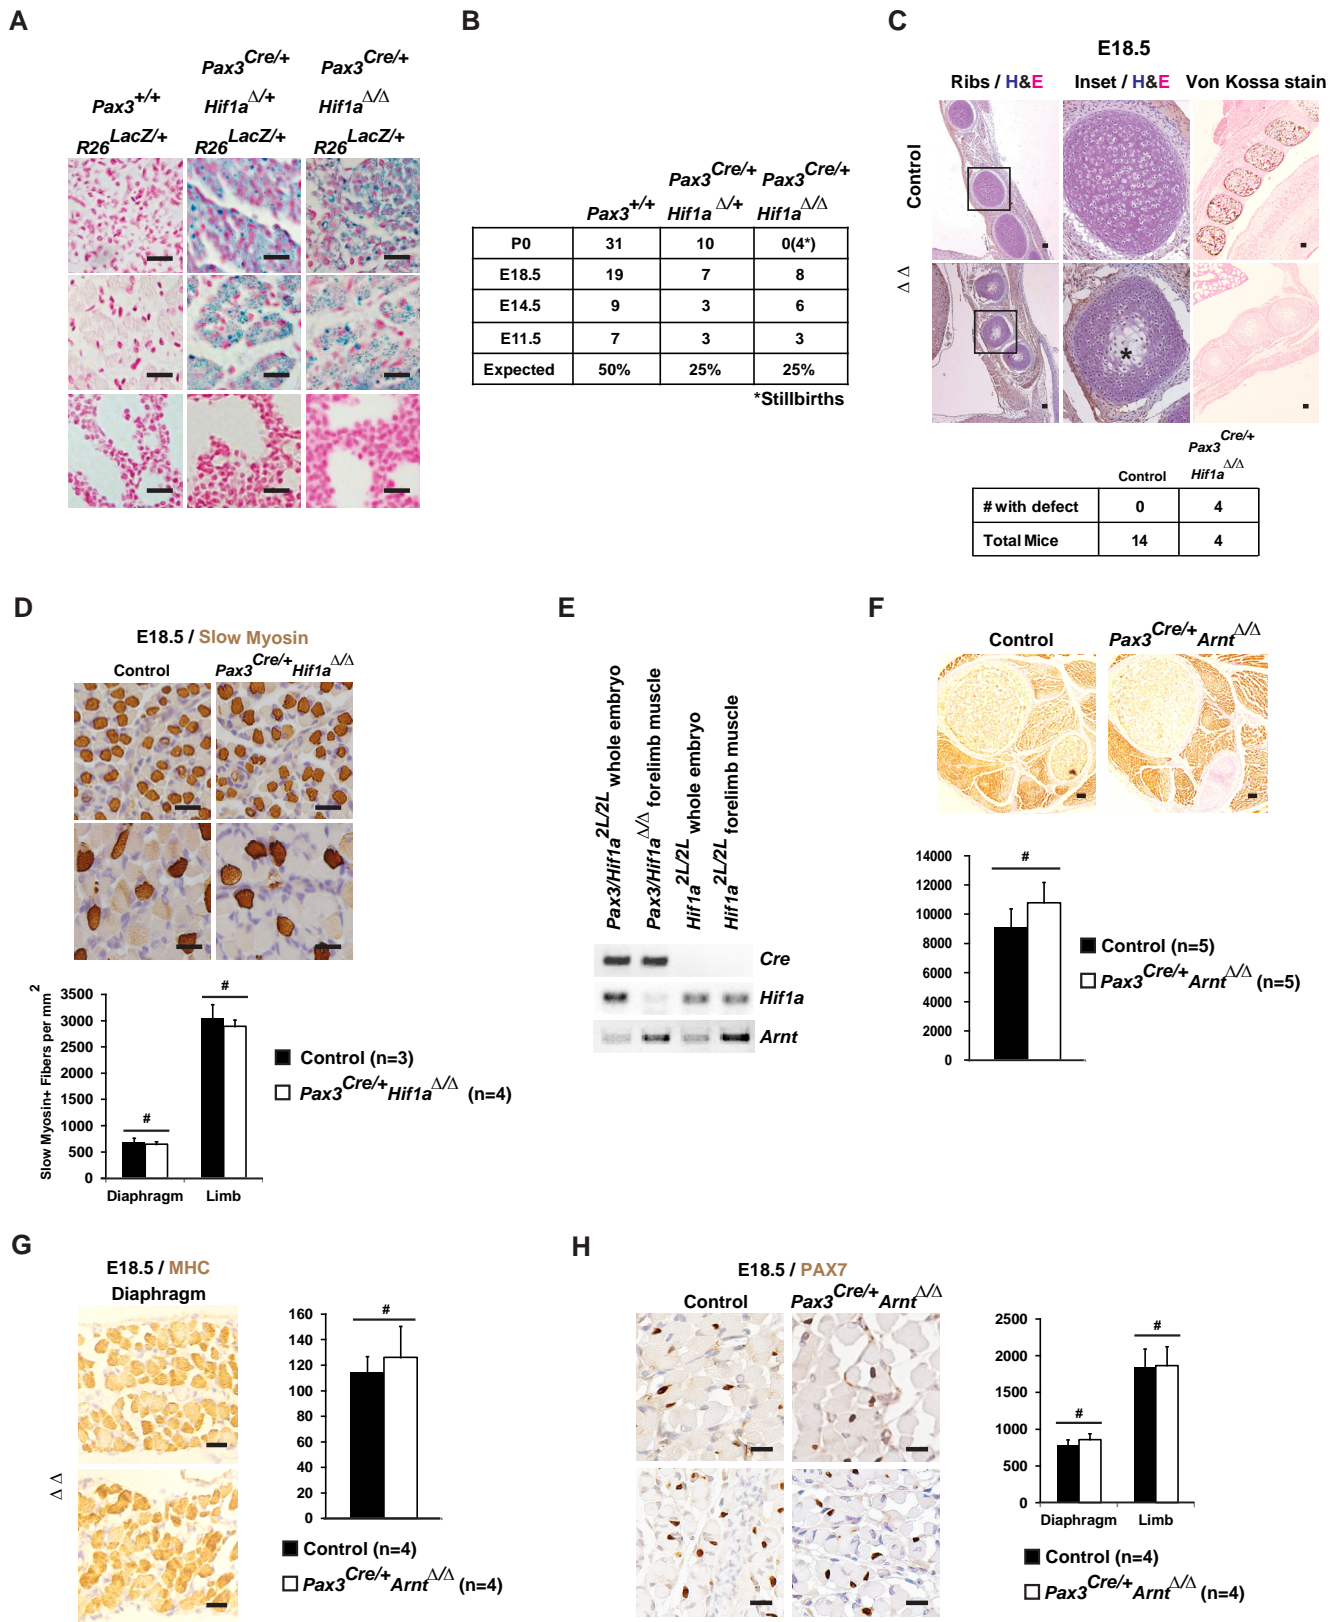 A
Pax3+/+
R26LacZ/+
Pax3Cre/+
Hif1aΔ/+
R26LacZ/+
Pax3Cre/+
Hif1aΔ/Δ
R26LacZ/+
B
Pax3+/+
Pax3Cre/+
Hif1aΔ/+
Pax3Cre/+
Hif1aΔ/Δ
P0 31 10 0(4*)
E18.5 19 7 8
E14.5 9 3 6
E11.5 7 3 3
Expected 50% 25% 25%
*Stillbirths
C
E18.5
Ribs / H&E Inset / H&E Von Kossa stain
Control
Δ Δ
*
Control
Pax3Cre/+
Hif1aΔ/Δ
# with defect 0 4
Total Mice 14 4
D
E18.5 / Slow Myosin
Control Pax3Cre/+Hif1aΔ/Δ
Slow Myosin+ Fibers per mm2
3500
3000
2500
2000
1500
1000
500
0
#
#
Diaphragm Limb
Control (n=3)
Pax3Cre/+Hif1aΔ/Δ (n=4)
E
Pax3/Hif1a2L/2L whole embryo
Pax3/Hif1aΔ/Δ forelimb muscle
Hif1a2L/2L whole embryo
Hif1a2L/2L forelimb muscle
Cre
Hif1a
Arnt
F
Control Pax3Cre/+ArntΔ/Δ
14000
12000
10000
8000
6000
4000
2000
0
#
Control (n=5)
Pax3Cre/+ArntΔ/Δ (n=5)
G
E18.5 / MHC
Diaphragm
Δ Δ
160
140
120
100
80
60
40
20
0
#
Control (n=4)
Pax3Cre/+ArntΔ/Δ (n=4)
H
E18.5 / PAX7
Control Pax3Cre/+ArntΔ/Δ
2500
2000
1500
1000
500
0
#
#
Diaphragm Limb
Control (n=4)
Pax3Cre/+ArntΔ/Δ (n=4)